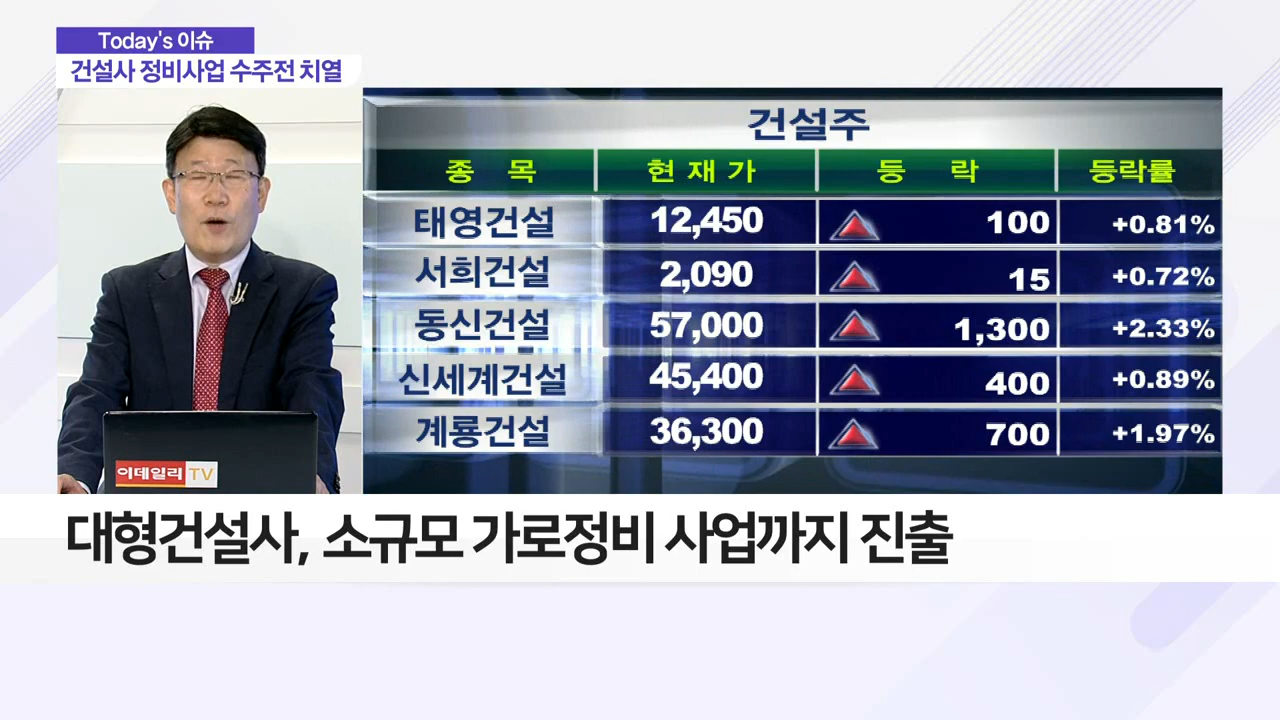 Today's 이슈
건설사 정비사업 수주전 치열
건설주
종 목 현 재 가 등 락 등락률
태영건설 12,450 100 +0.81%
서희건설 2,090 15 +0.72%
동신건설 57,000 1,300 +2.33%
신세계건설 45,400 400 +0.89%
계룡건설 36,300 700 +1.97%
이데일리TV
대형건설사, 소규모 가로정비 사업까지 진출